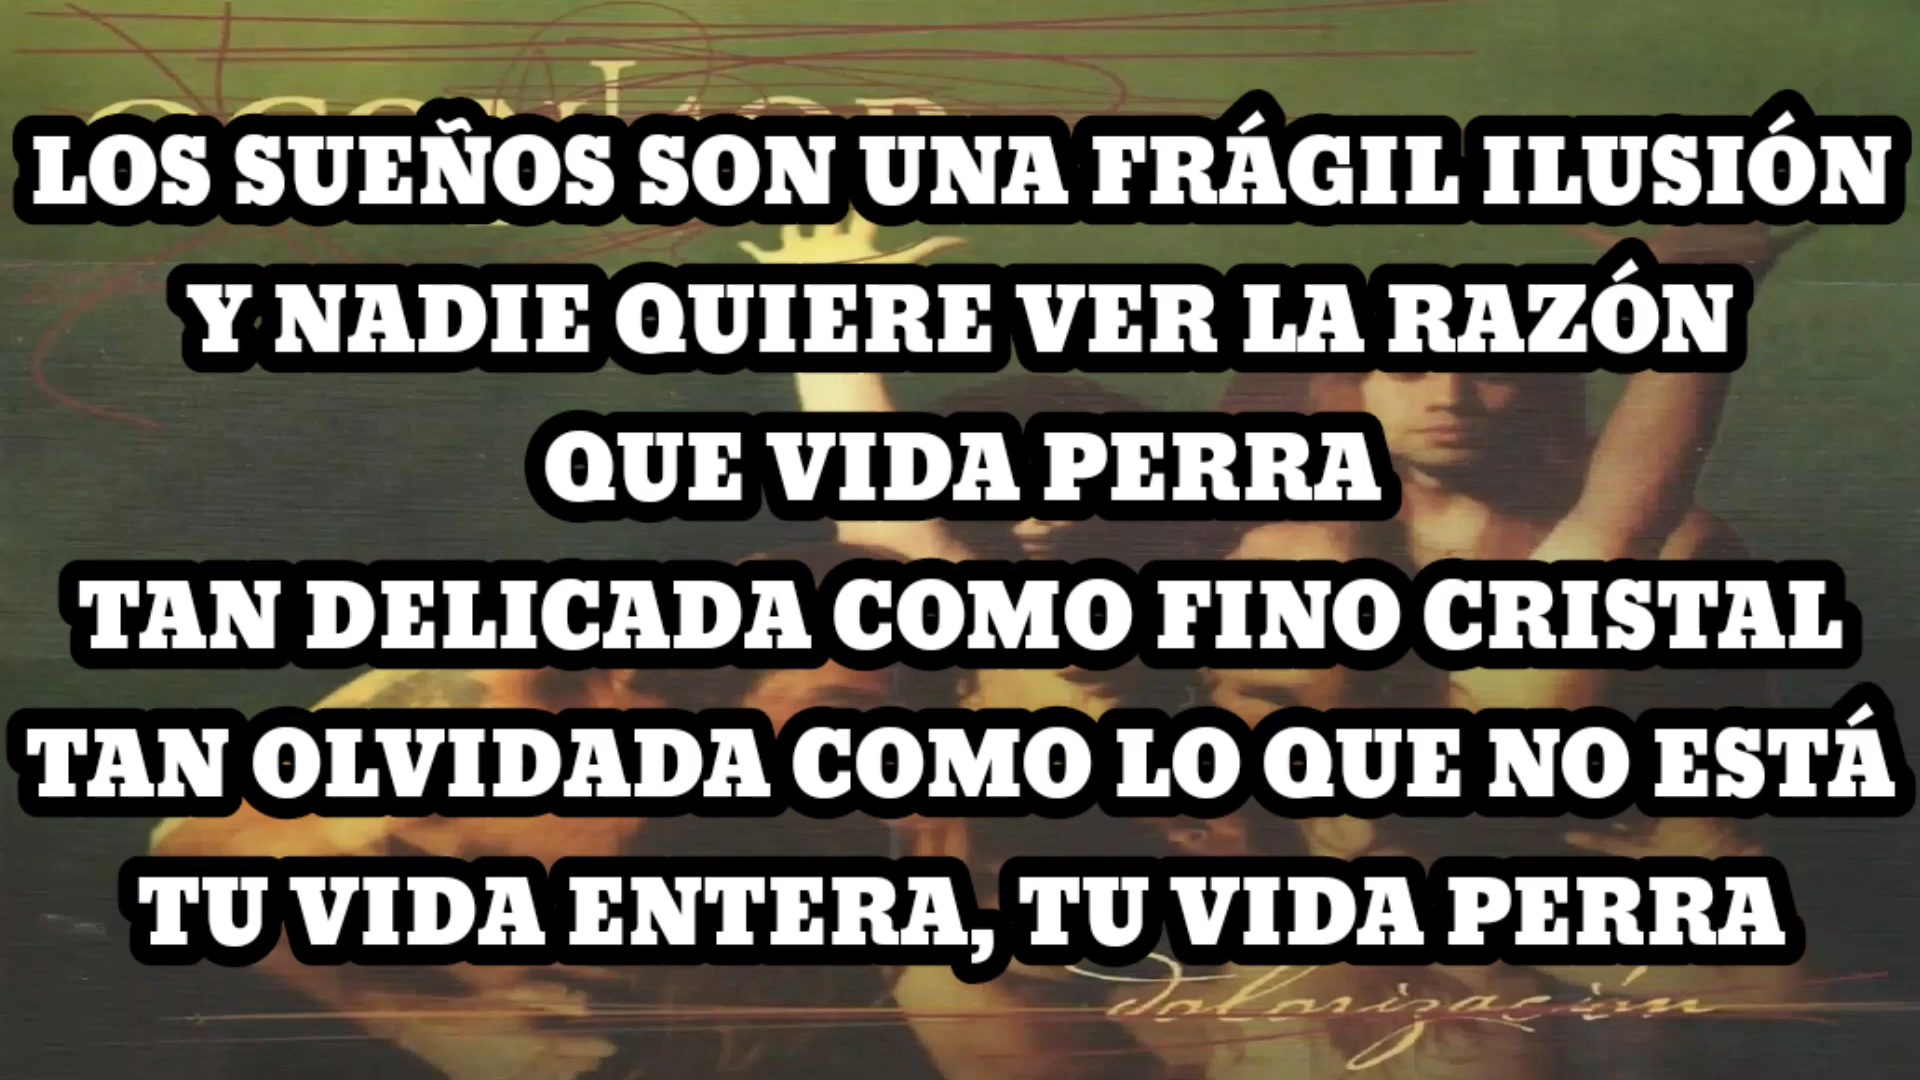 LOS SUEÑOS SON UNA FRÁGIL ILUSIÓN
Y NADIE QUIERE VER LA RAZÓN
QUE VIDA PERRA
TAN DELICADA COMO FINO CRISTAL
TAN OLVIDADA COMO LO QUE NO ESTÁ
TU VIDA ENTERA, TU VIDA PERRA